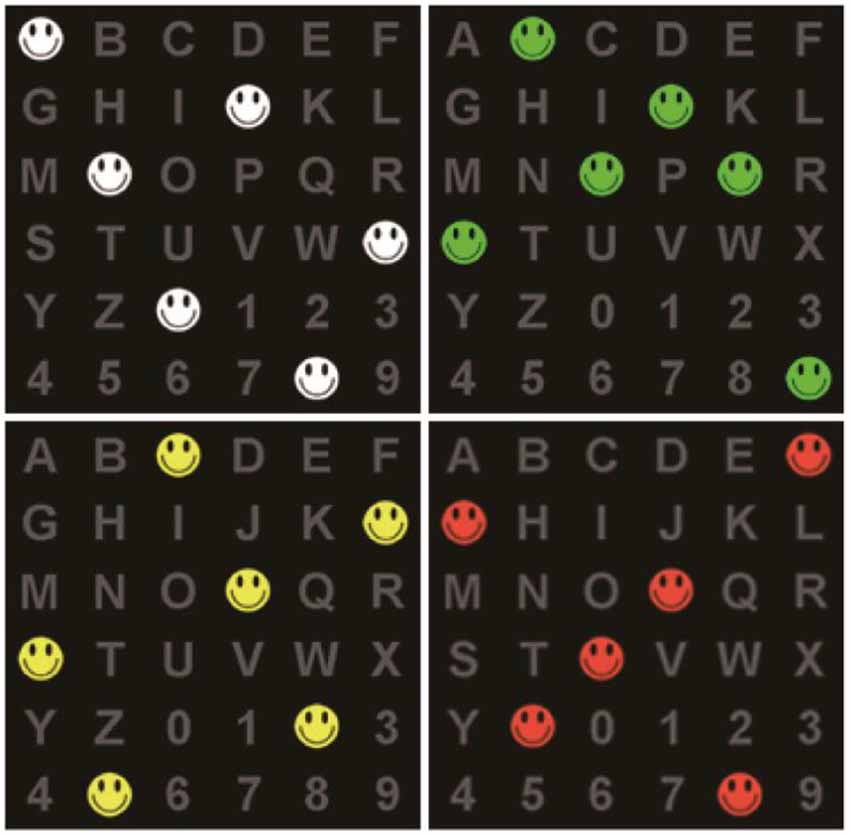 B C D E F
G H I K L
M O P Q R
S T U V W
Y Z 1 2 3
4 5 6 7 9
A C D E F
G H I K L
M N P R
T U V W X
Y Z 0 1 2 3
4 5 6 7 8
A B D E F
G H I J K
M N O Q R
T U V W X
Y Z 0 1 3
4 6 7 8 9
A B C D E
H I J K L
M N O Q R
S T V W X
Y 0 1 2 3
4 5 6 7 9